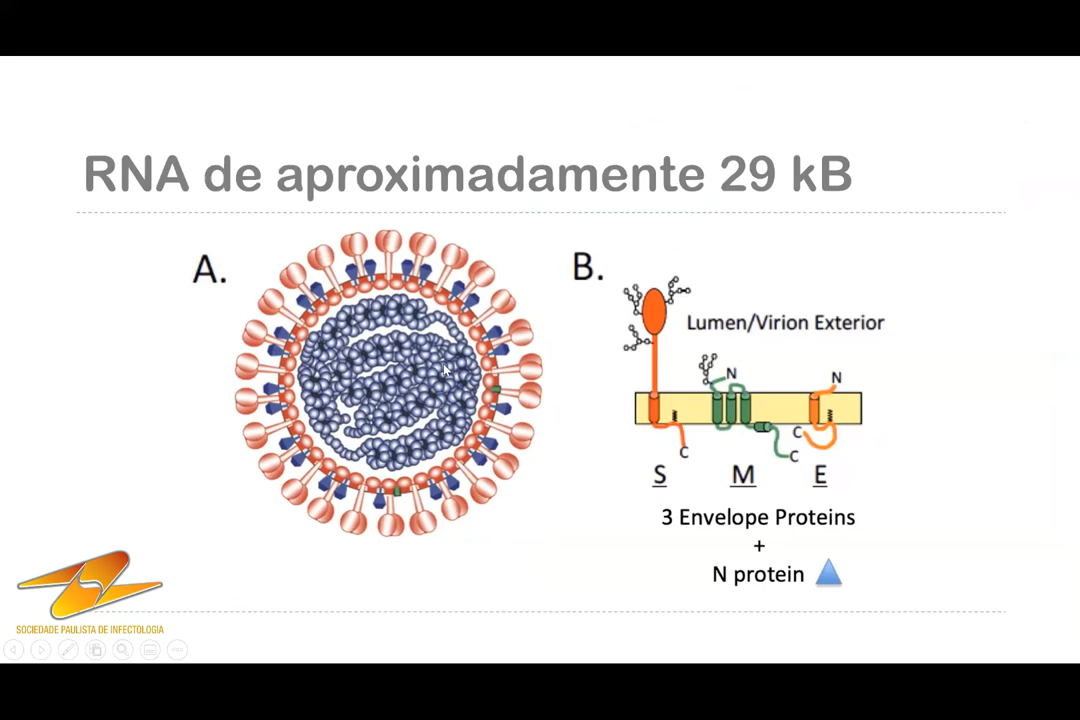 RNA de aproximadamente 29 kB
A.
B.
Lumen/Virion Exterior
N
N
C
C
C
S
M
E
3 Envelope Proteins
+
N protein
SOCIEDADE PAULISTA DE INFECTOLOGIA